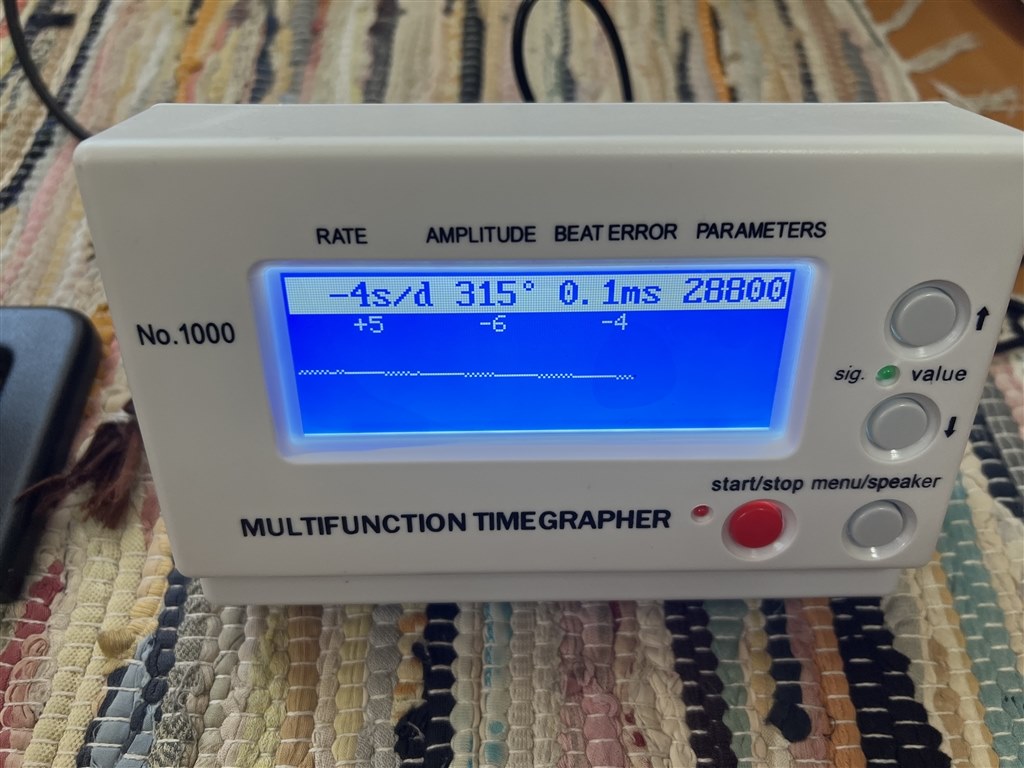 RATE AMPLITUDE BEAT ERROR PARAMETERS
-4s/d 315° 0.1ms 28800
+5 -6 -4
No.1000
sig. value
start/stop menu/speaker
MULTIFUNCTION TIMEGRAPHER